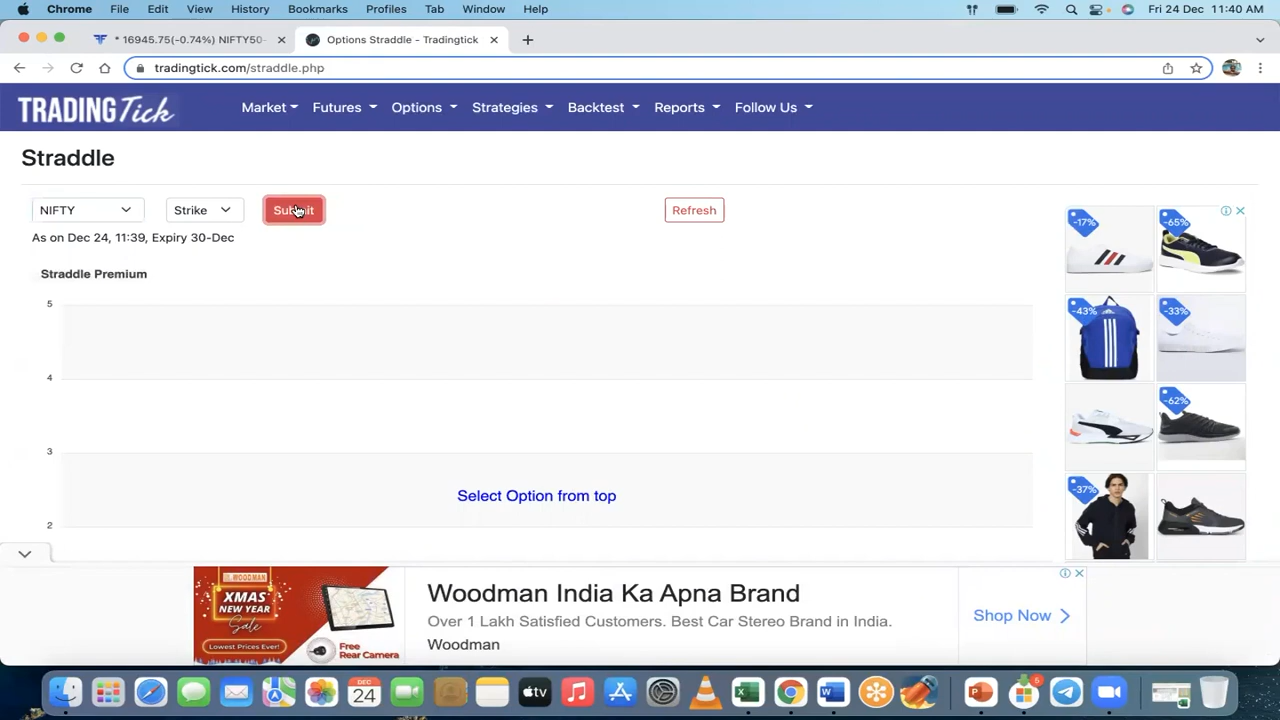 Chrome File Edit View History Bookmarks Profiles Tab Window Help Fri 24 Dec 11:40 AM
* 16945.75(-0.74%) NIFTY50- Options Straddle - Tradingtick
tradingtick.com/straddle.php
TRADINGTick Market Futures Options Strategies Backtest Reports Follow Us
Straddle
NIFTY Strike Submit Refresh
As on Dec 24, 11:39, Expiry 30-Dec
Straddle Premium
5
4
3
2
Select Option from top
-17% -65%
-43% -33%
-62%
-37%
WOODMAN
XMAS
NEW YEAR
Sale
Lowest Prices Ever!
Free
Rear Camera
Woodman India Ka Apna Brand
Over 1 Lakh Satisfied Customers. Best Car Stereo Brand in India.
Woodman
Shop Now
DEC
24
6